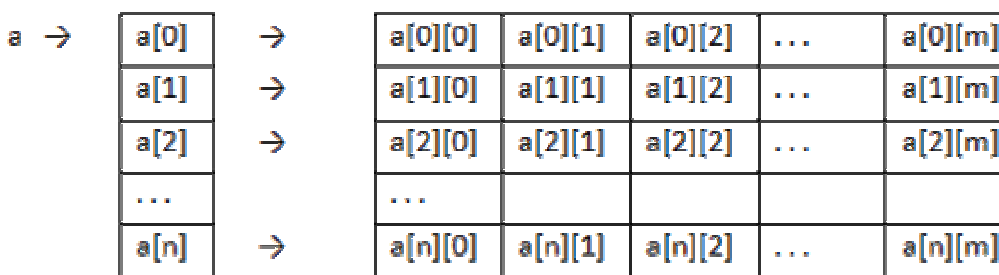 a → a[0] → a[0][0] a[0][1] a[0][2] ... a[0][m]
a[1] → a[1][0] a[1][1] a[1][2] ... a[1][m]
a[2] → a[2][0] a[2][1] a[2][2] ... a[2][m]
... ...
a[n] → a[n][0] a[n][1] a[n][2] ... a[n][m]